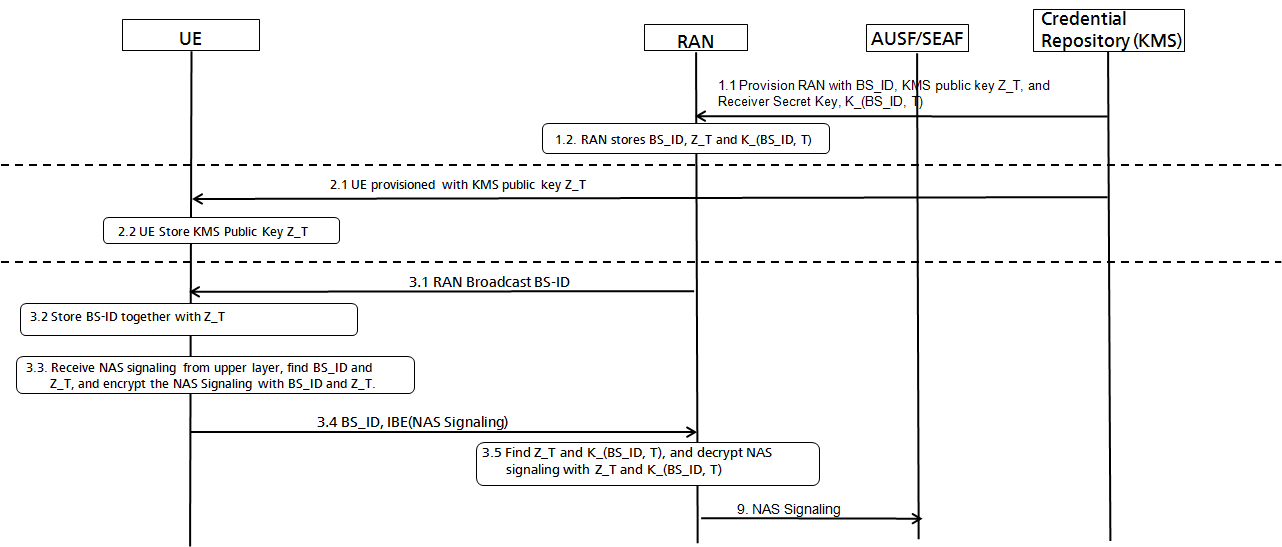 UE
RAN
AUSF/SEAF
Credential
Repository (KMS)
1.1 Provision RAN with BS_ID, KMS public key Z_T, and
Receiver Secret Key, K_(BS_ID, T)
1.2. RAN stores BS_ID, Z_T and K_(BS_ID, T)
2.1 UE provisioned with KMS public key Z_T
2.2 UE Store KMS Public Key Z_T
3.1 RAN Broadcast BS-ID
3.2 Store BS-ID together with Z_T
3.3. Receive NAS signaling from upper layer, find BS_ID and
Z_T, and encrypt the NAS Signaling with BS_ID and Z_T.
3.4 BS_ID, IBE(NAS Signaling)
3.5 Find Z_T and K_(BS_ID, T), and decrypt NAS
signaling with Z_T and K_(BS_ID, T)
9. NAS Signaling